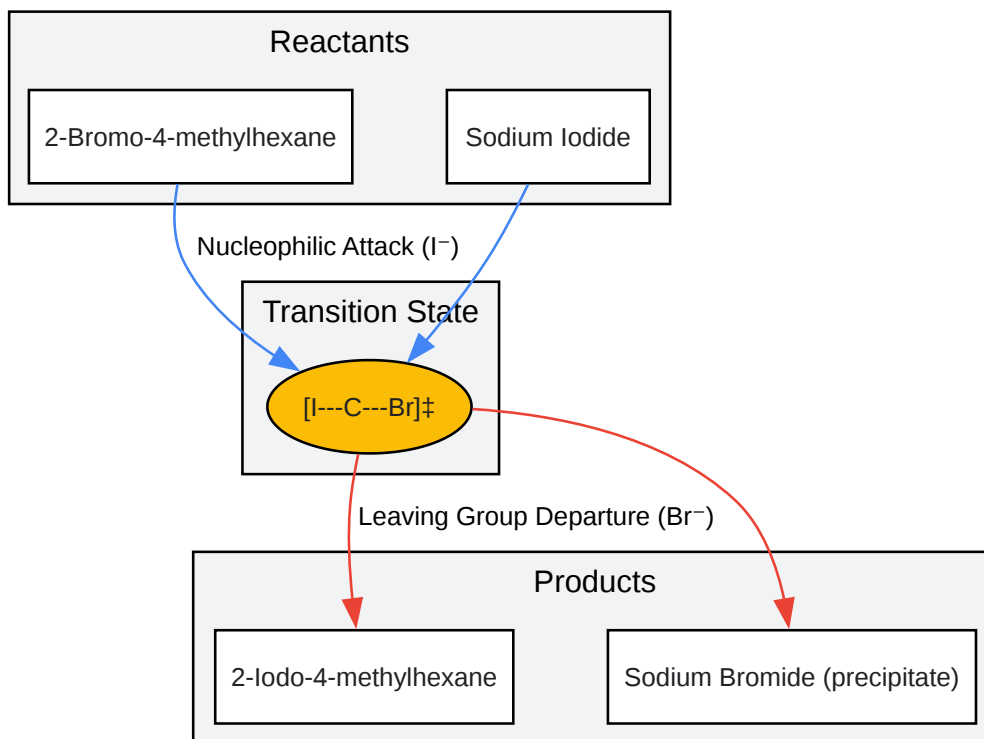 Reactants
2-Bromo-4-methylhexane
Sodium Iodide
Nucleophilic Attack (I⁻)
Transition State
[I---C---Br]‡
Leaving Group Departure (Br⁻)
Products
2-Iodo-4-methylhexane
Sodium Bromide (precipitate)